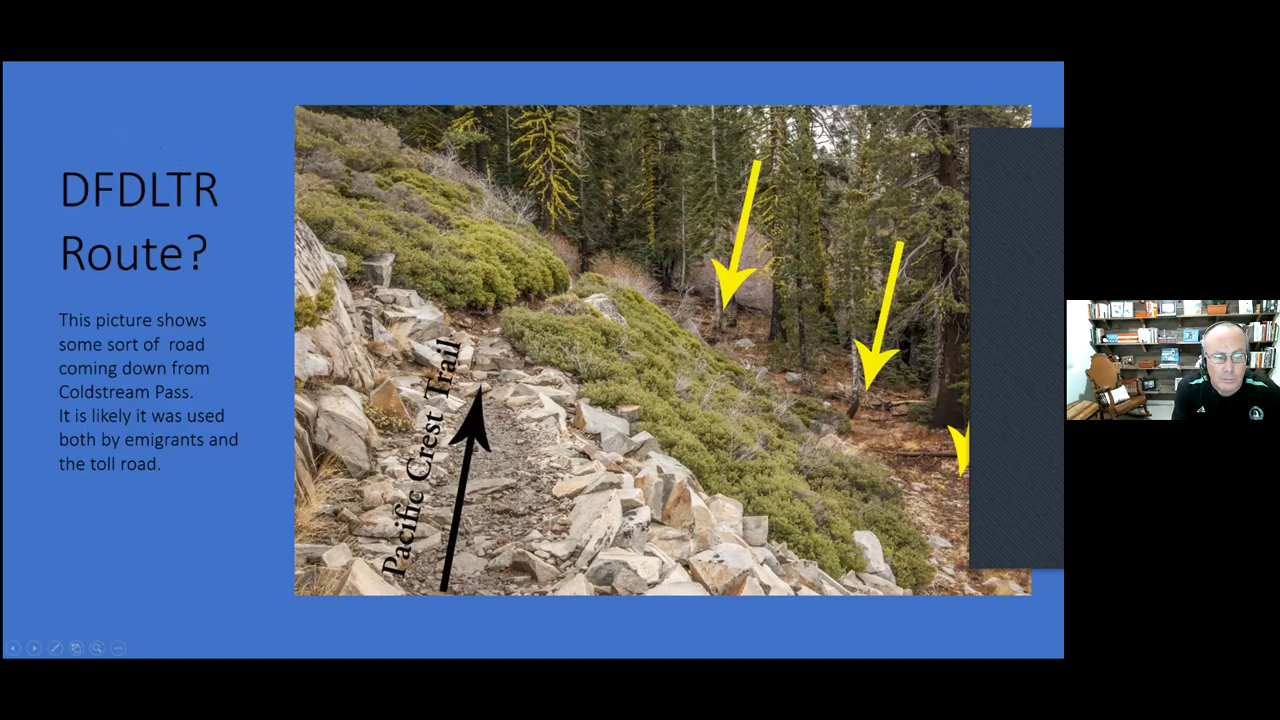 DFDLTR
Route?
This picture shows
some sort of road
coming down from
Coldstream Pass.
It is likely it was used
both by emigrants and
the toll road.
Pacific Crest Trail